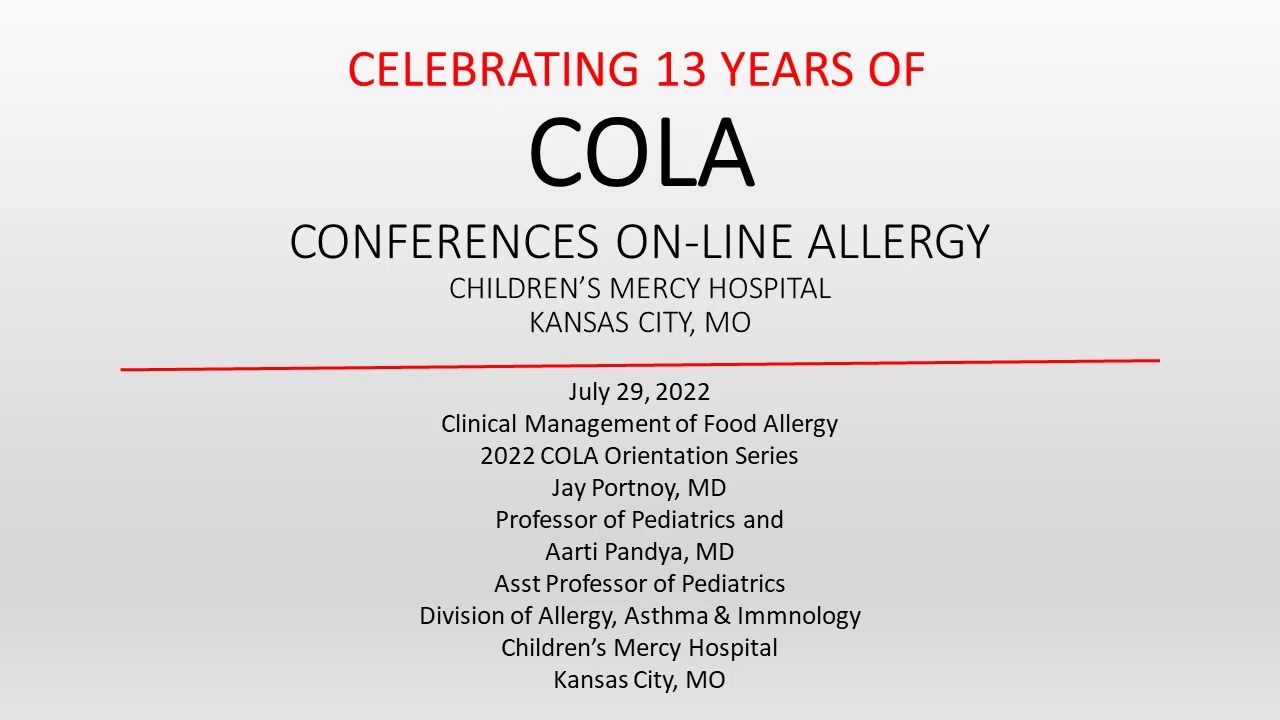 CELEBRATING 13 YEARS OF
COLA
CONFERENCES ON-LINE ALLERGY
CHILDREN’S MERCY HOSPITAL
KANSAS CITY, MO
July 29, 2022
Clinical Management of Food Allergy
2022 COLA Orientation Series
Jay Portnoy, MD
Professor of Pediatrics and
Aarti Pandya, MD
Asst Professor of Pediatrics
Division of Allergy, Asthma & Immnology
Children’s Mercy Hospital
Kansas City, MO